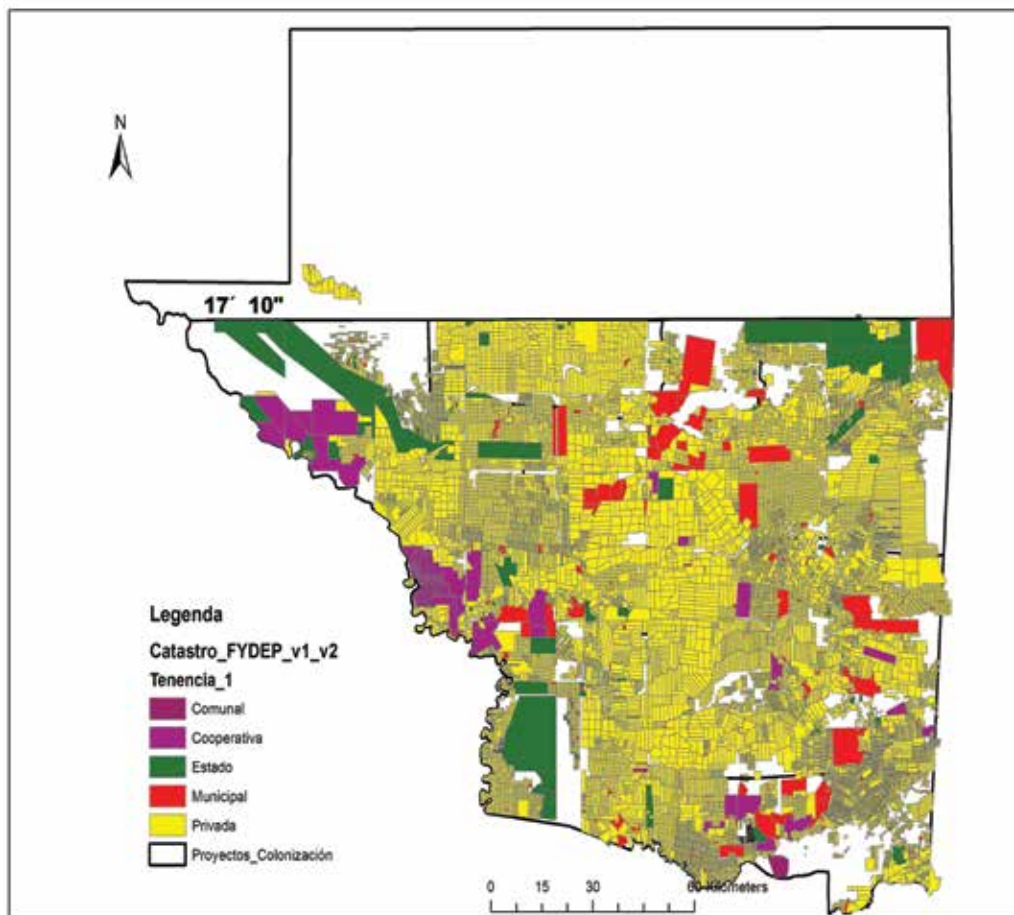 N
17´ 10"
Legenda
Catastro_FYDEP_v1_v2
Tenencia_1
Comunal
Cooperativa
Estado
Municipal
Privada
Proyectos_Colonización
0 15 30 60 Kilometers